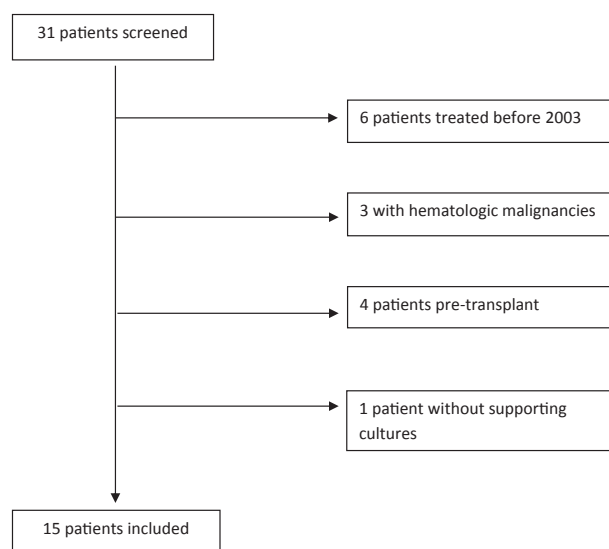 31 patients screened
6 patients treated before 2003
3 with hematologic malignancies
4 patients pre-transplant
1 patient without supporting
cultures
15 patients included